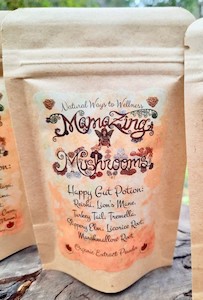 Natural Ways to Wellness
MamaZing
Mushrooms
Happy Gut Potion:
Reishi, Lion's Mane,
Turkey Tail, Tremella,
Slippery Elm, Licorice Root,
Marshmallow Root
Organic Extract Powder